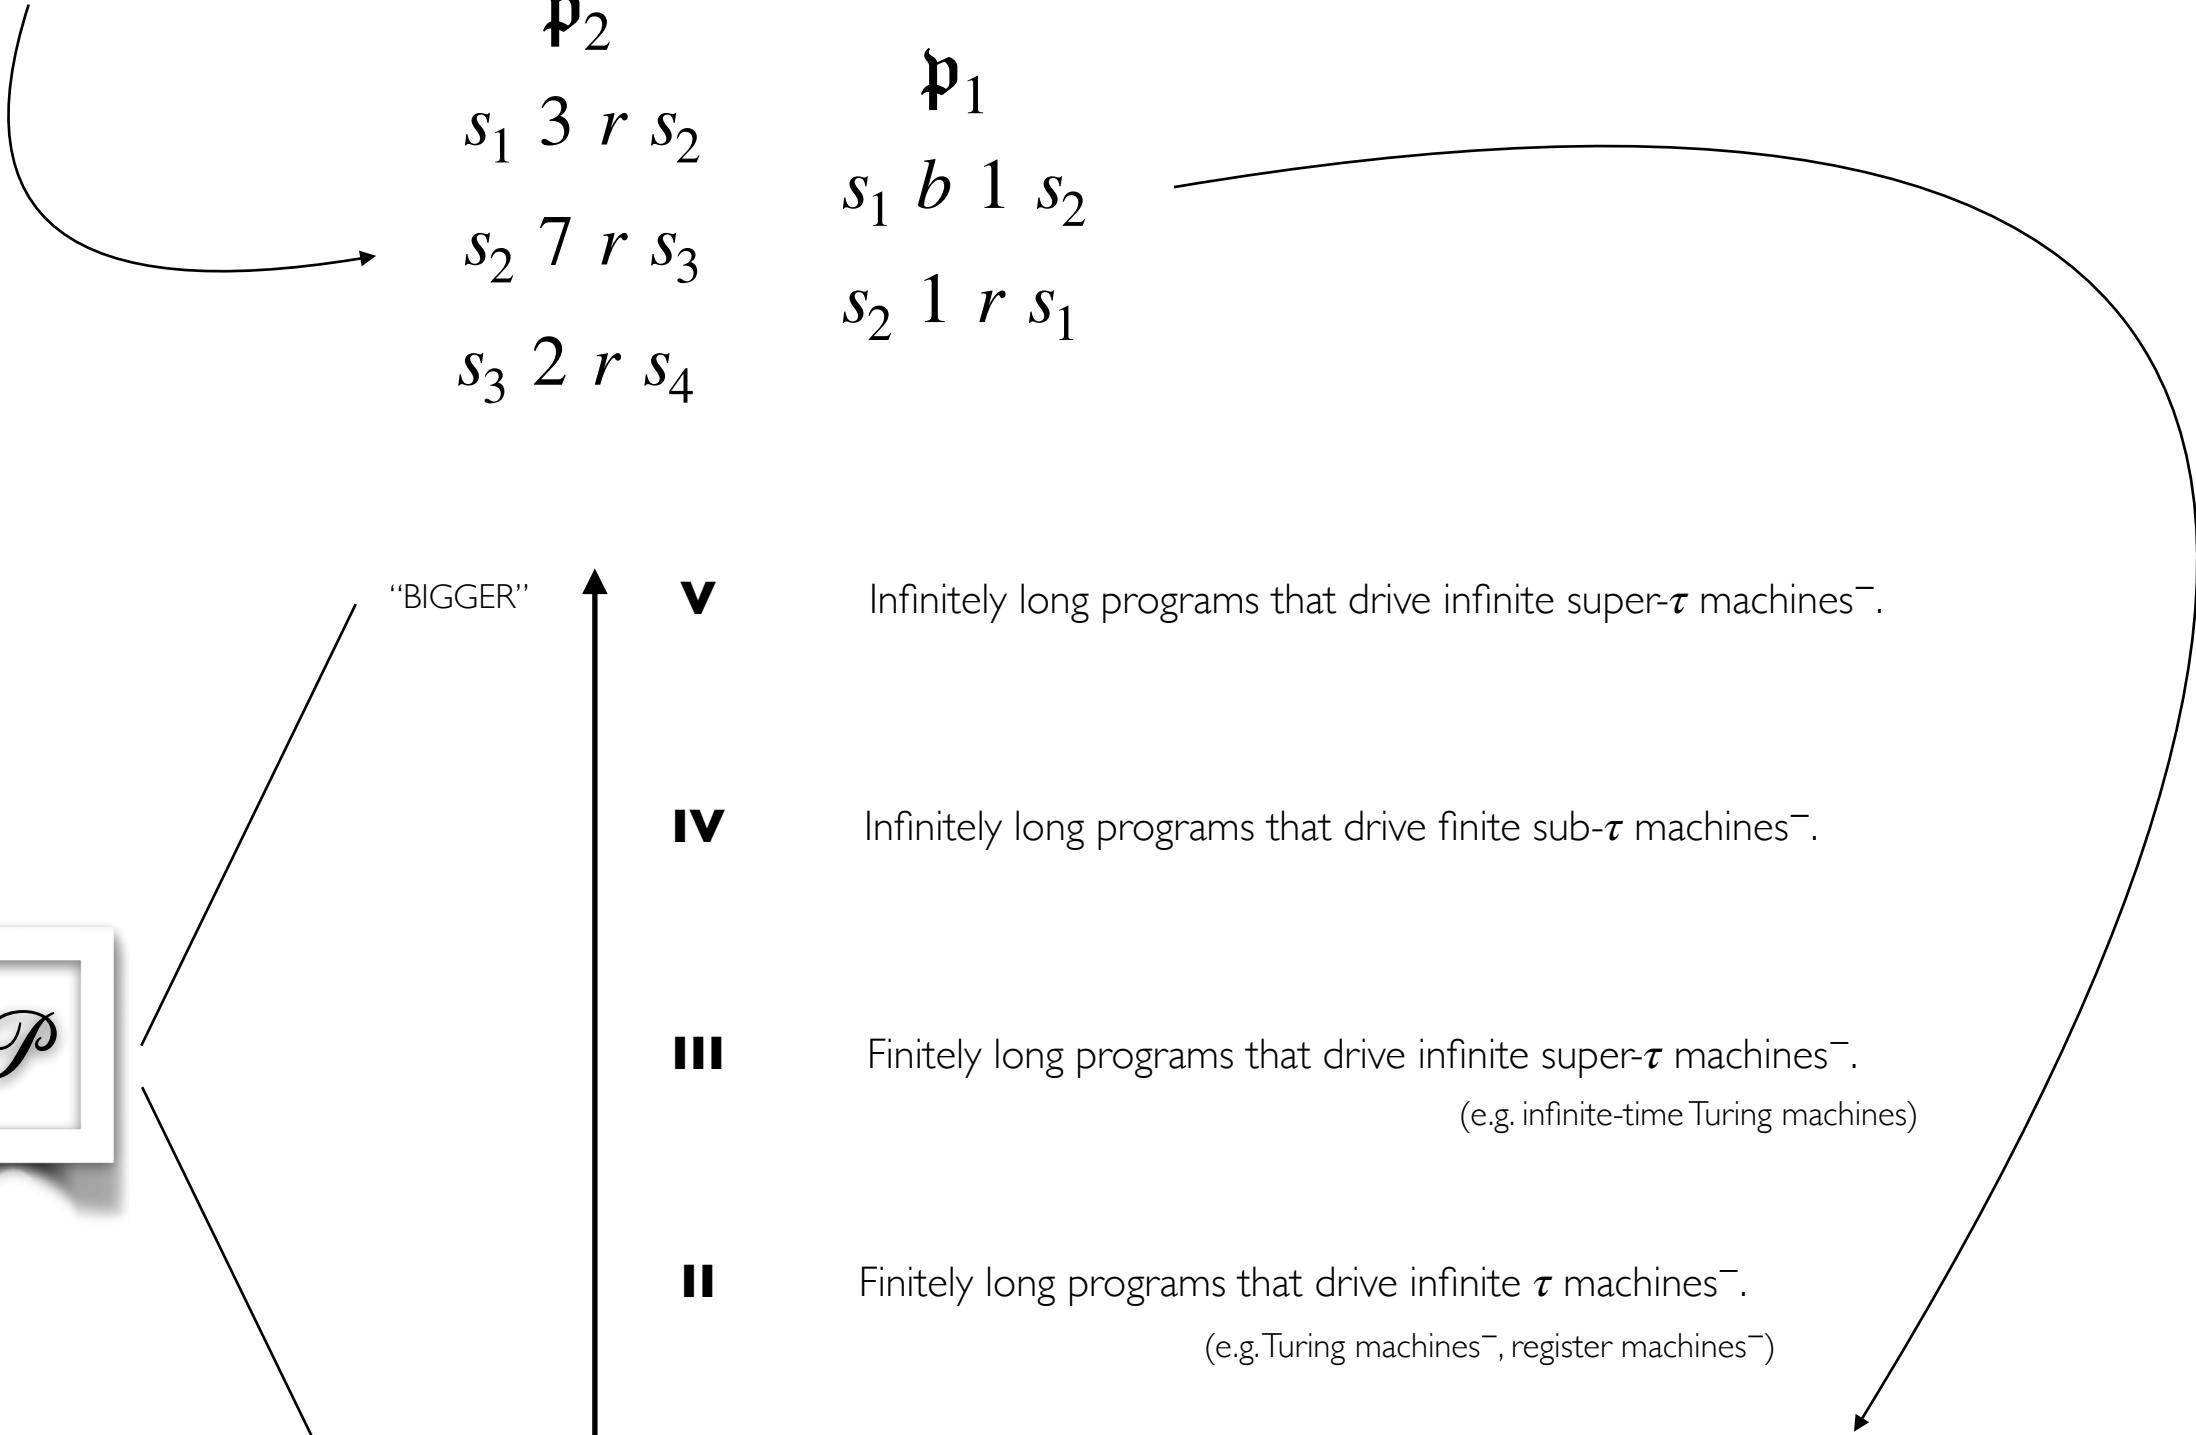 𝔭₂
s₁ 3 r s₂
s₂ 7 r s₃
s₃ 2 r s₄
𝔭₁
s₁ b 1 s₂
s₂ 1 r s₁
“BIGGER”
V Infinitely long programs that drive infinite super-τ machines⁻.
IV Infinitely long programs that drive finite sub-τ machines⁻.
𝒫
III Finitely long programs that drive infinite super-τ machines⁻.
(e.g. infinite-time Turing machines)
II Finitely long programs that drive infinite τ machines⁻.
(e.g. Turing machines⁻, register machines⁻)